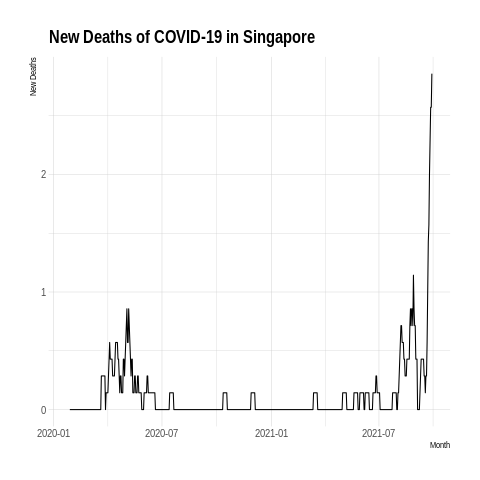 New Deaths of COVID-19 in Singapore
New Deaths
2
1
0
2020-01 2020-07 2021-01 2021-07
Month